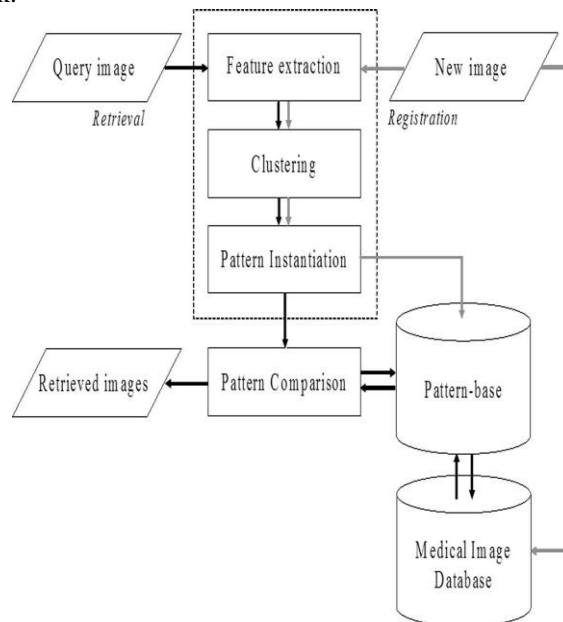 Query image
Feature extraction
New image
Retrieval
Registration
Clustering
Pattern Instantiation
Retrieved images
Pattern Comparison
Pattern-base
Medical Image
Database